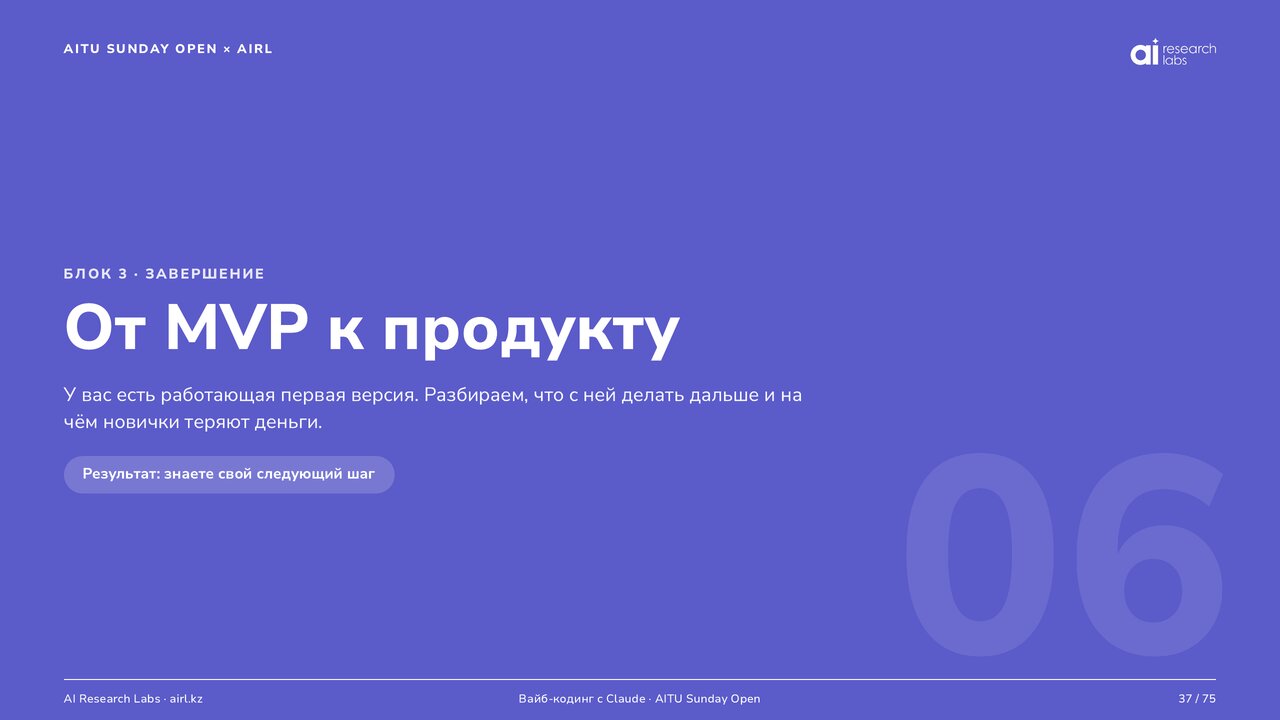 AITU SUNDAY OPEN × AIRL
ai research labs
БЛОК 3 · ЗАВЕРШЕНИЕ
От MVP к продукту
У вас есть работающая первая версия. Разбираем, что с ней делать дальше и на
чём новички теряют деньги.
Результат: знаете свой следующий шаг
06
AI Research Labs · airl.kz
Вайб-кодинг с Claude · AITU Sunday Open
37 / 75